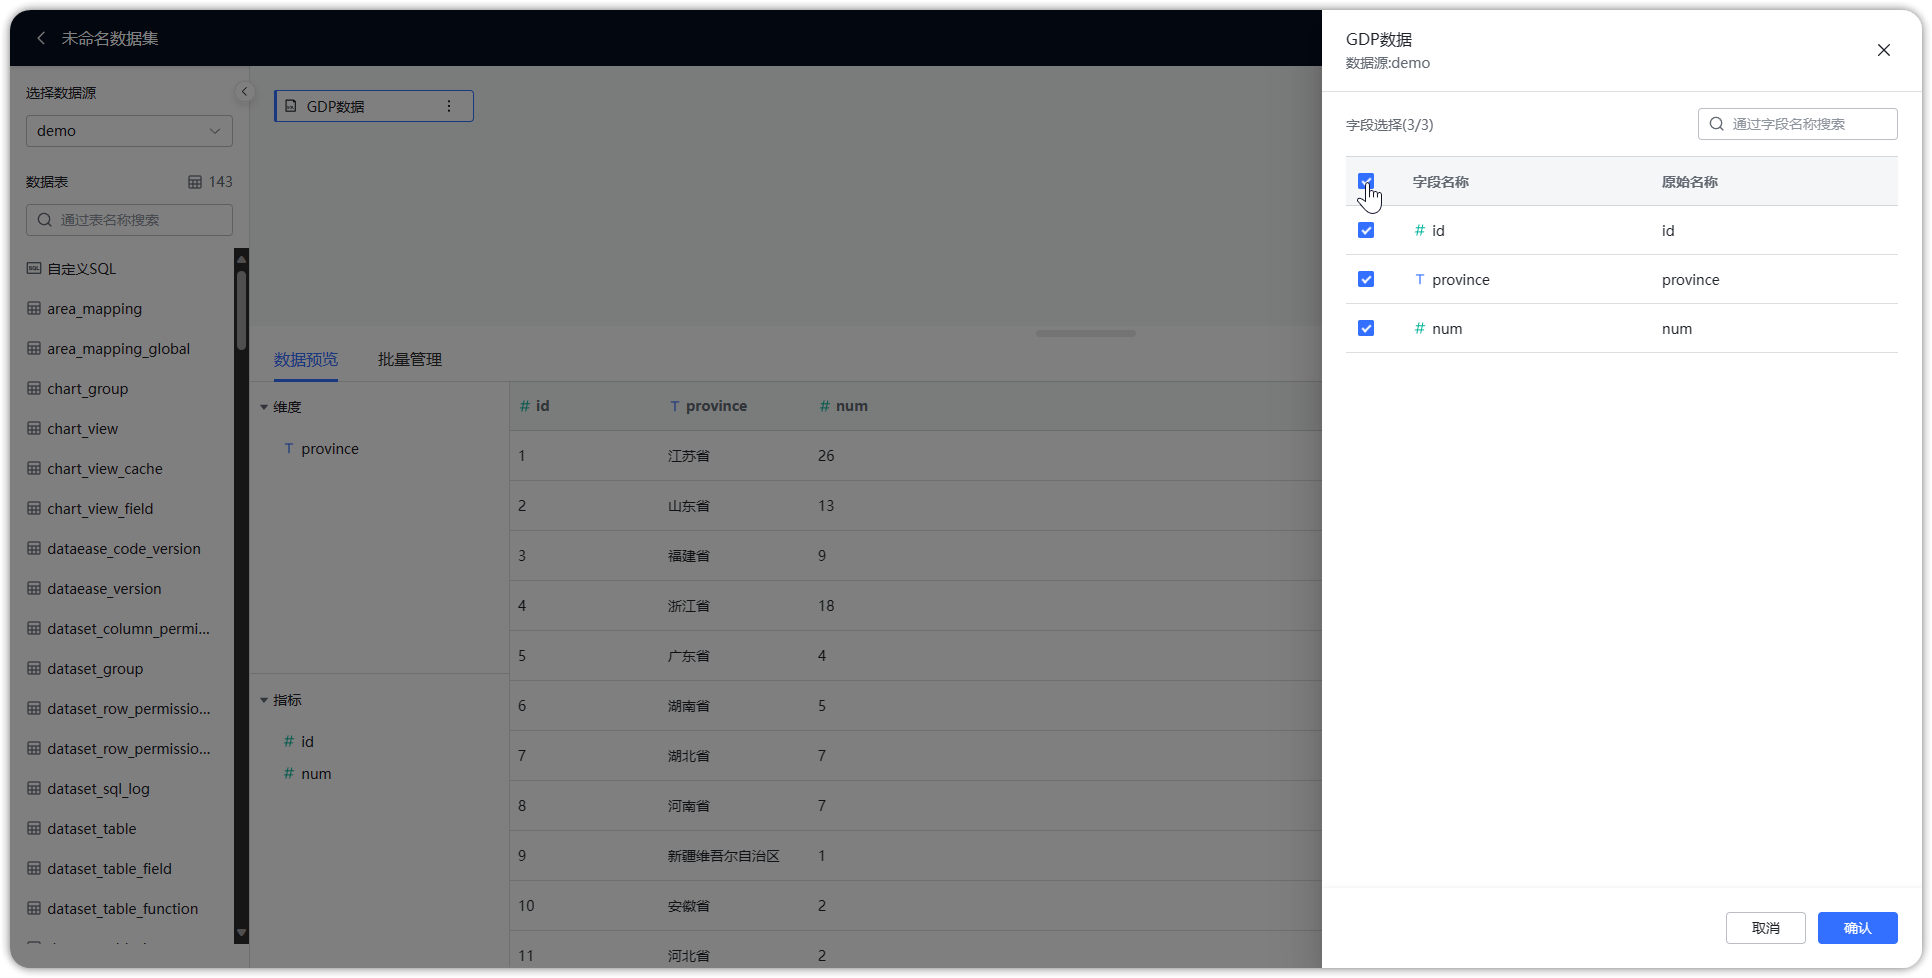 未命名数据集
选择数据源
demo
数据表 143
通过表名称搜索
自定义SQL
area_mapping
area_mapping_global
chart_group
chart_view
chart_view_cache
chart_view_field
dataease_code_version
dataease_version
dataset_column_permi...
dataset_group
dataset_row_permissio...
dataset_row_permissio...
dataset_sql_log
dataset_table
dataset_table_field
dataset_table_function
GDP数据
数据预览 批量管理
维度
T province
指标
# id
# num
# id T province # num
1 江苏省 26
2 山东省 13
3 福建省 9
4 浙江省 18
5 广东省 4
6 湖南省 5
7 湖北省 7
8 河南省 7
9 新疆维吾尔自治区 1
10 安徽省 2
11 河北省 2
GDP数据
数据源:demo
字段选择(3/3) 通过字段名称搜索
字段名称 原始名称
# id id
T province province
# num num
取消 确认